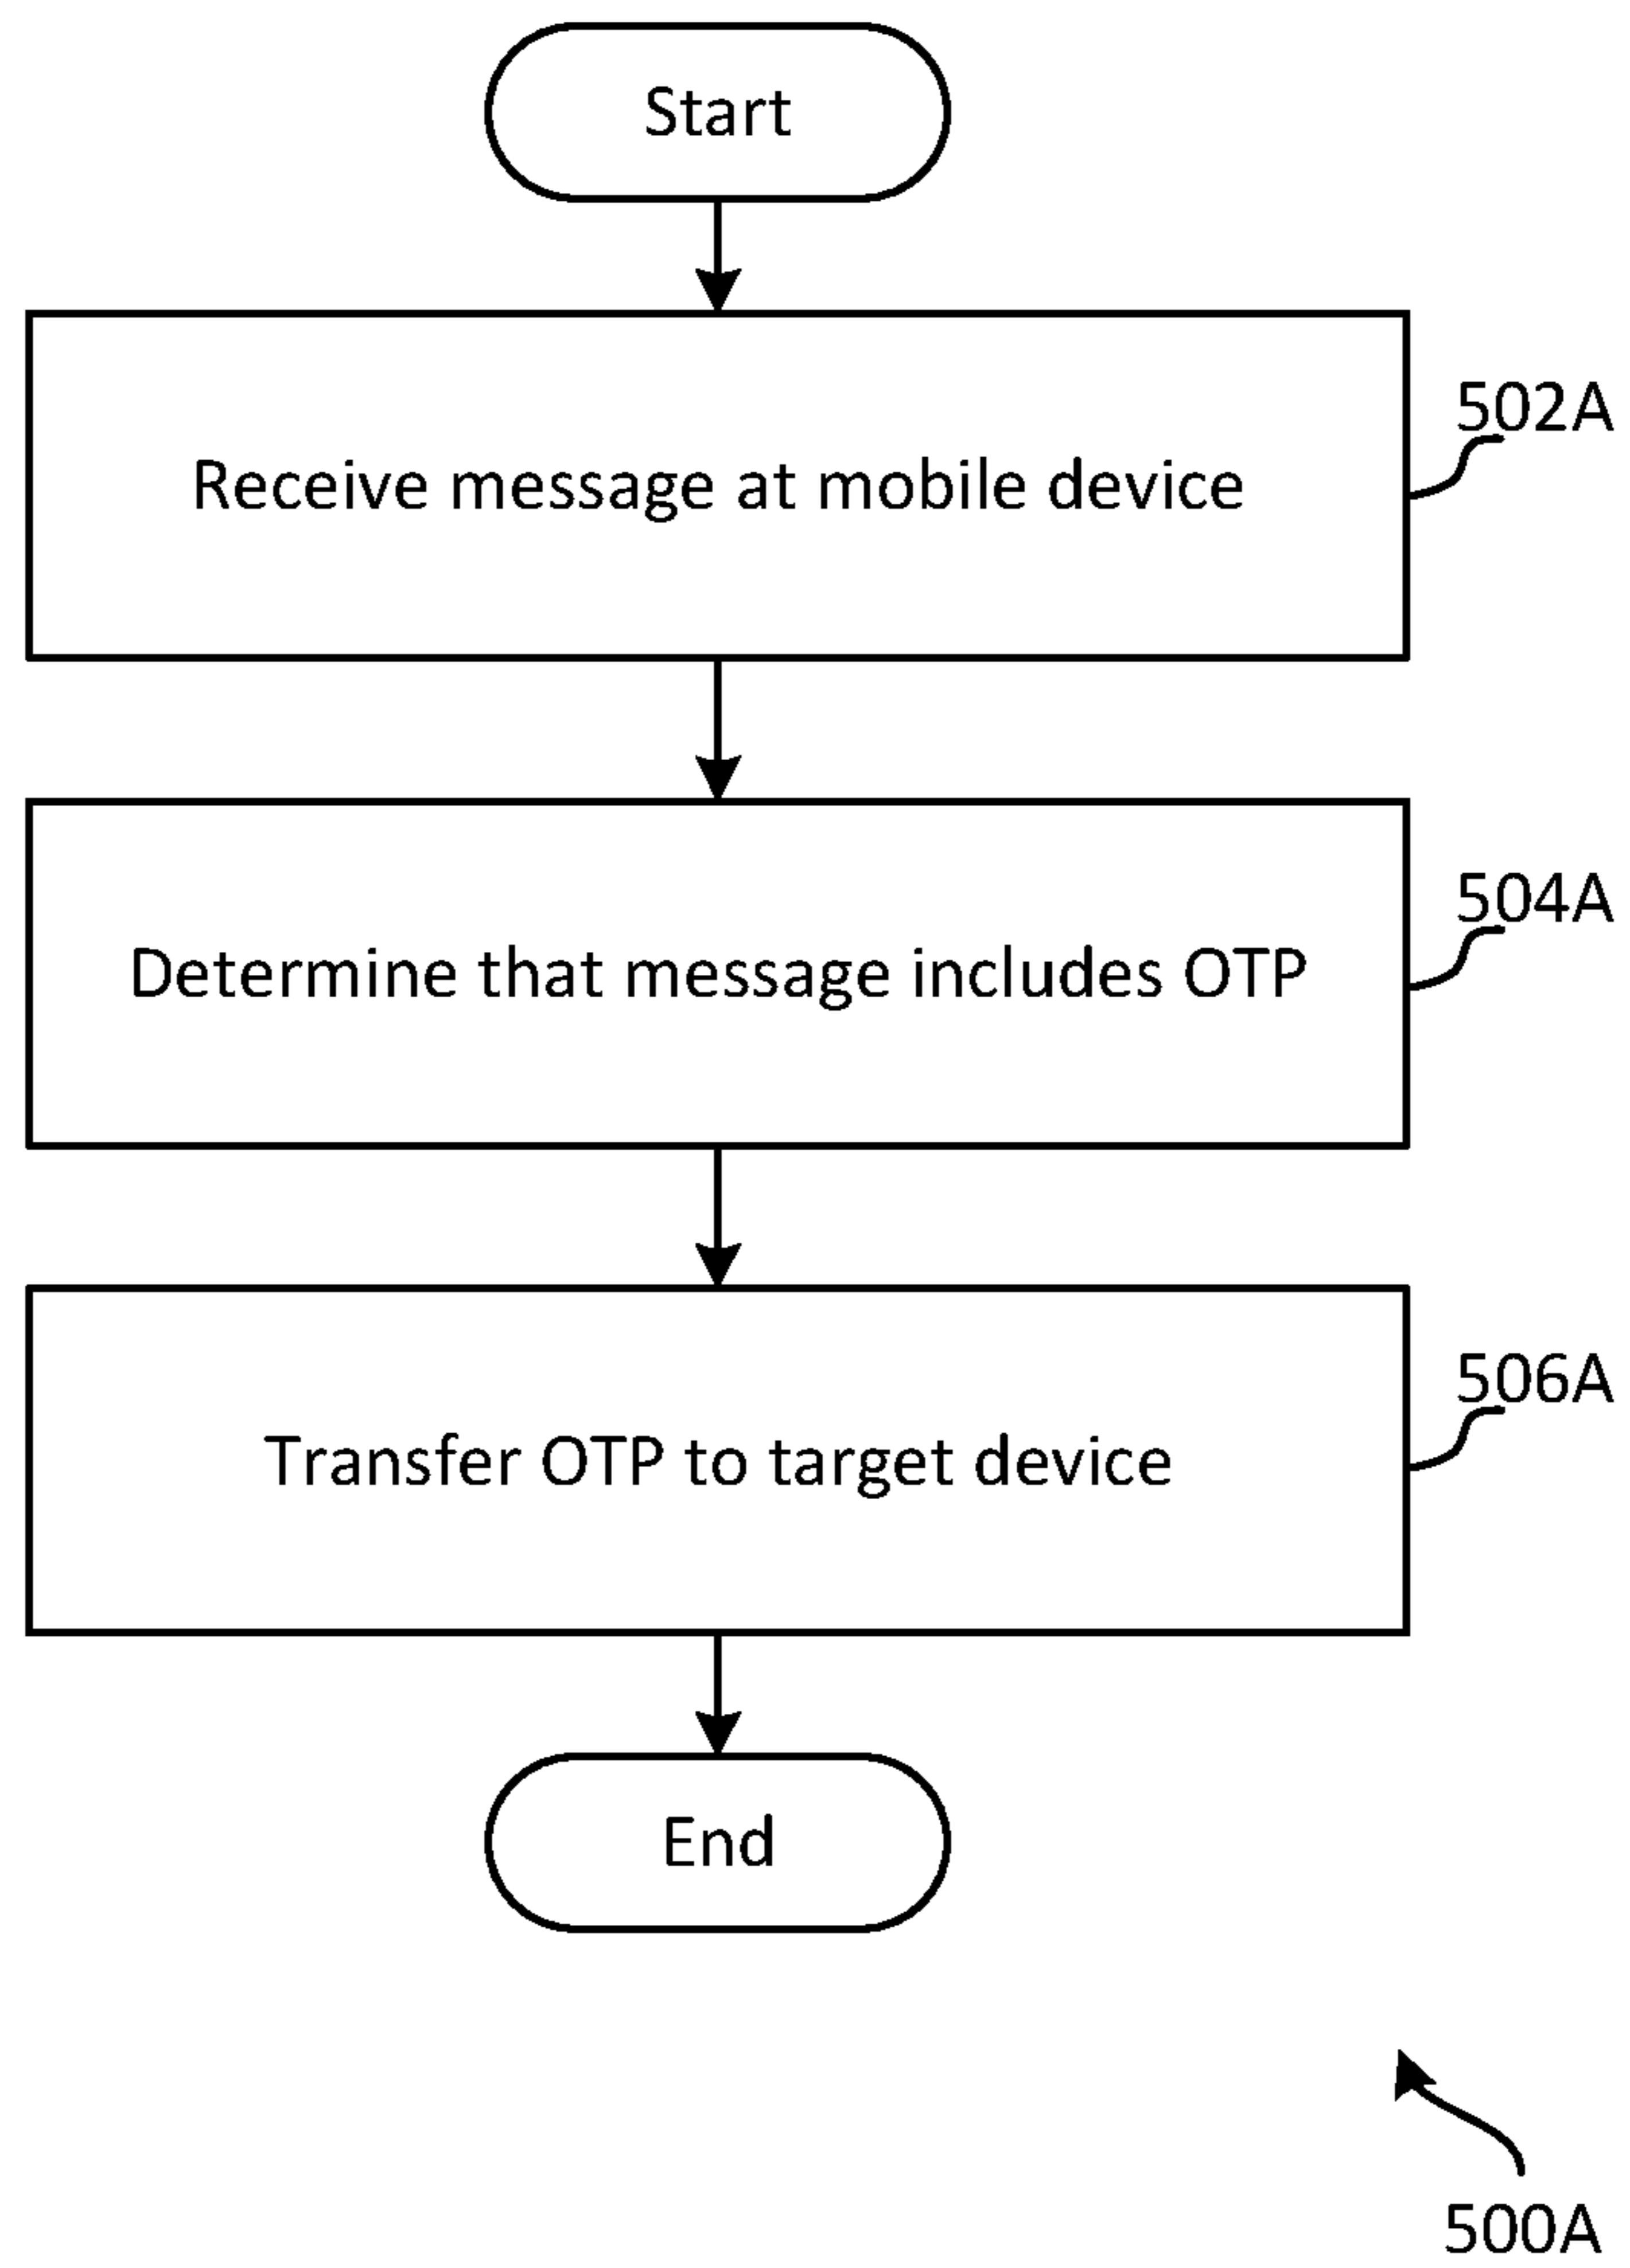 Start
Receive message at mobile device
502A
Determine that message includes OTP
504A
Transfer OTP to target device
506A
End
500A